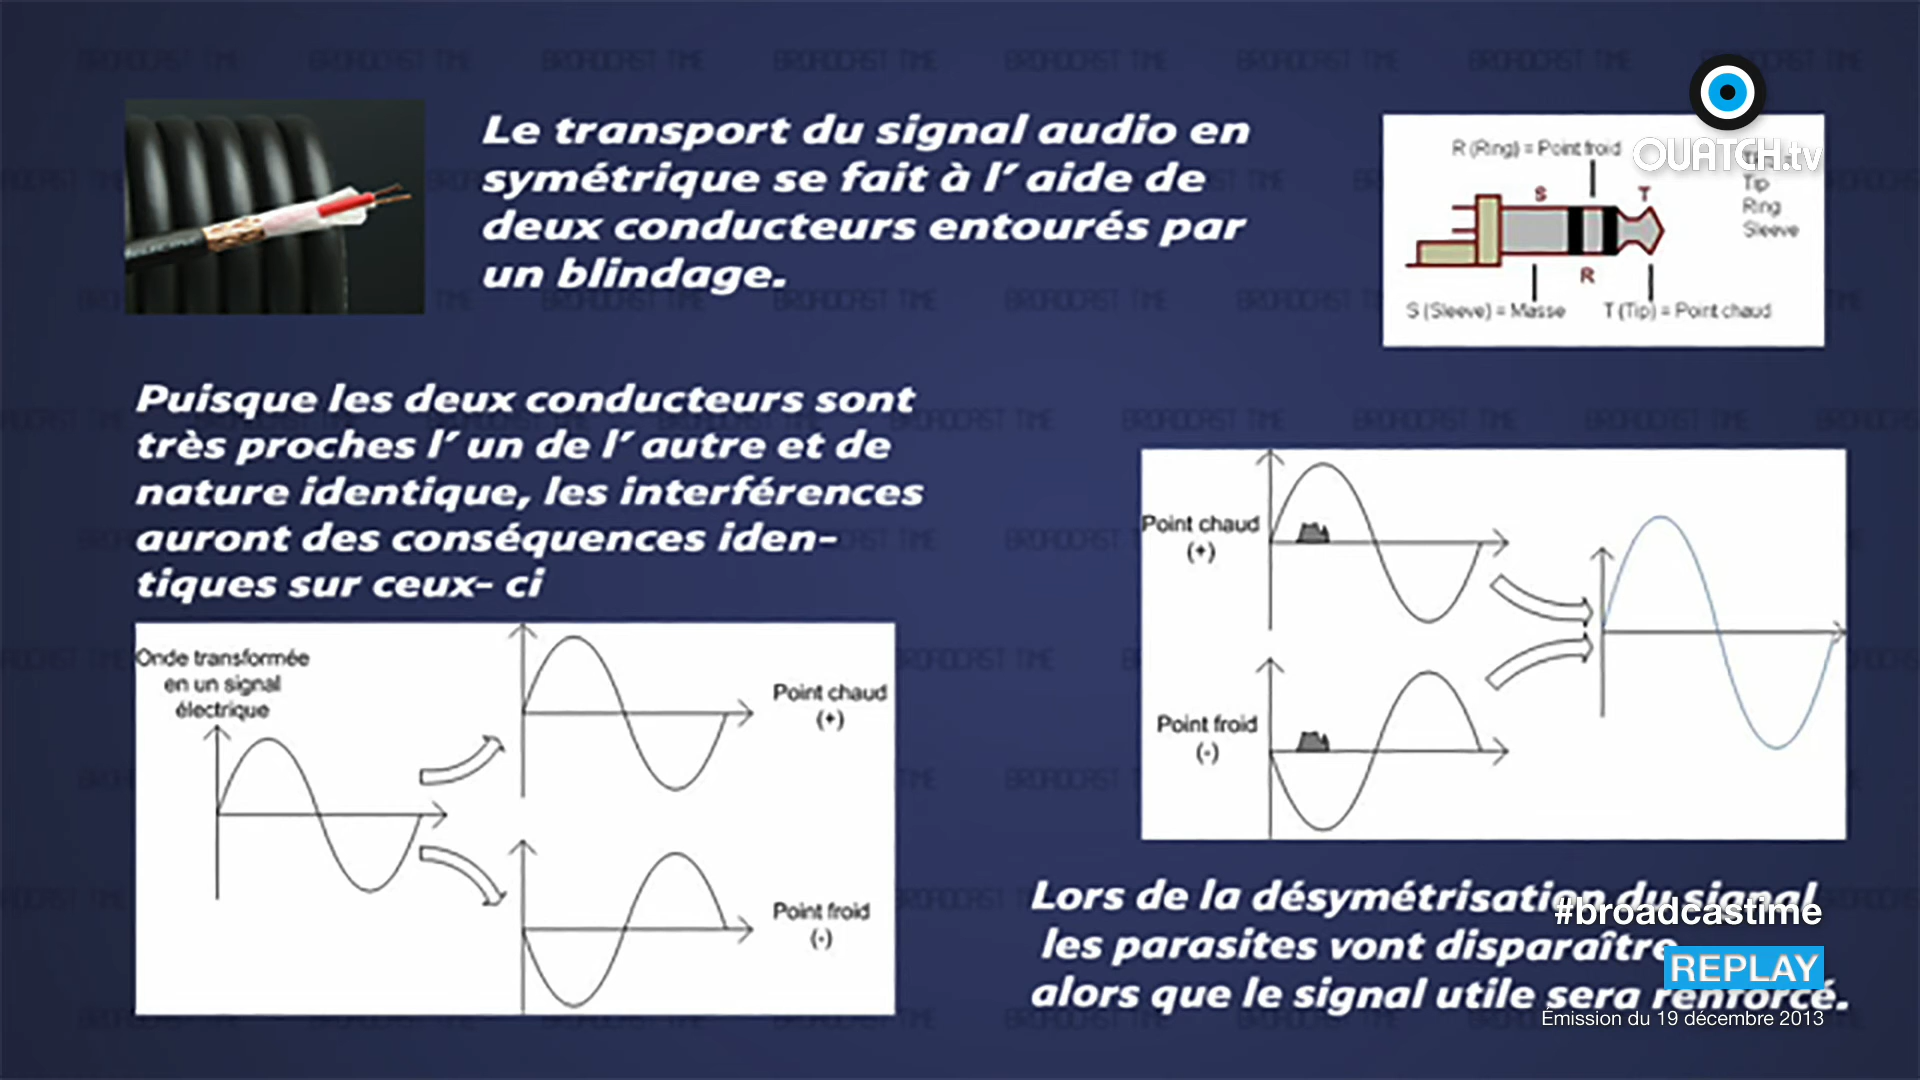 Le transport du signal audio en
symétrique se fait à l' aide de
deux conducteurs entourés par
un blindage.
OUATCH.tv
R (Ring) = Point froid
Tip
Ring
Sleeve
S
T
R
S (Sleeve) = Masse
T (Tip) = Point chaud
Puisque les deux conducteurs sont
très proches l' un de l' autre et de
nature identique, les interférences
auront des conséquences iden-
tiques sur ceux- ci
Onde transformée
en un signal
électrique
Point chaud
(+)
Point froid
(-)
Point chaud
(+)
Point froid
(-)
Lors de la désymétrisation du signal
les parasites vont disparaître
alors que le signal utile sera renforcé.
#broadcastime
REPLAY
Émission du 19 décembre 2013